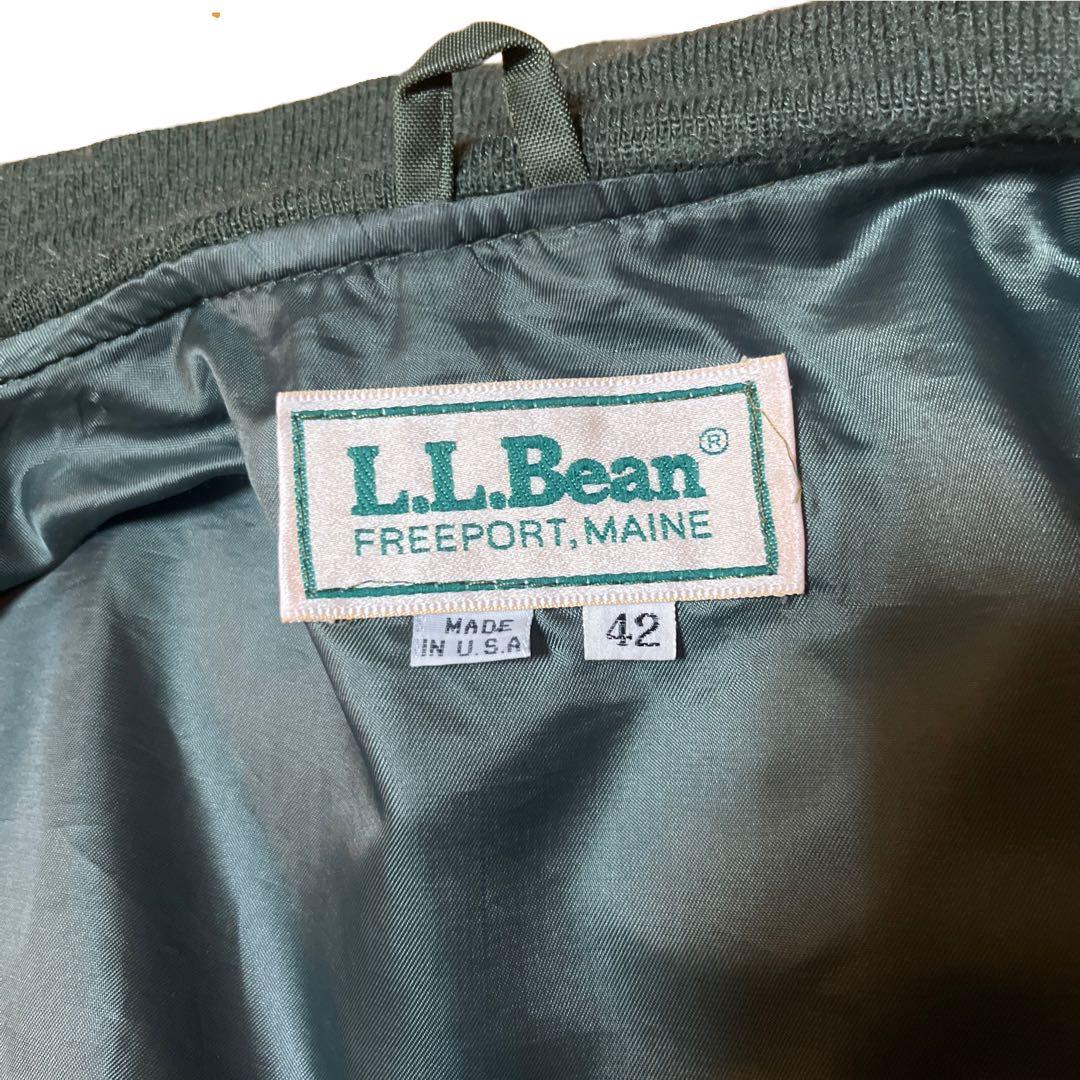 L.L.Bean®
FREEPORT, MAINE
MADE
IN U.S.A
42